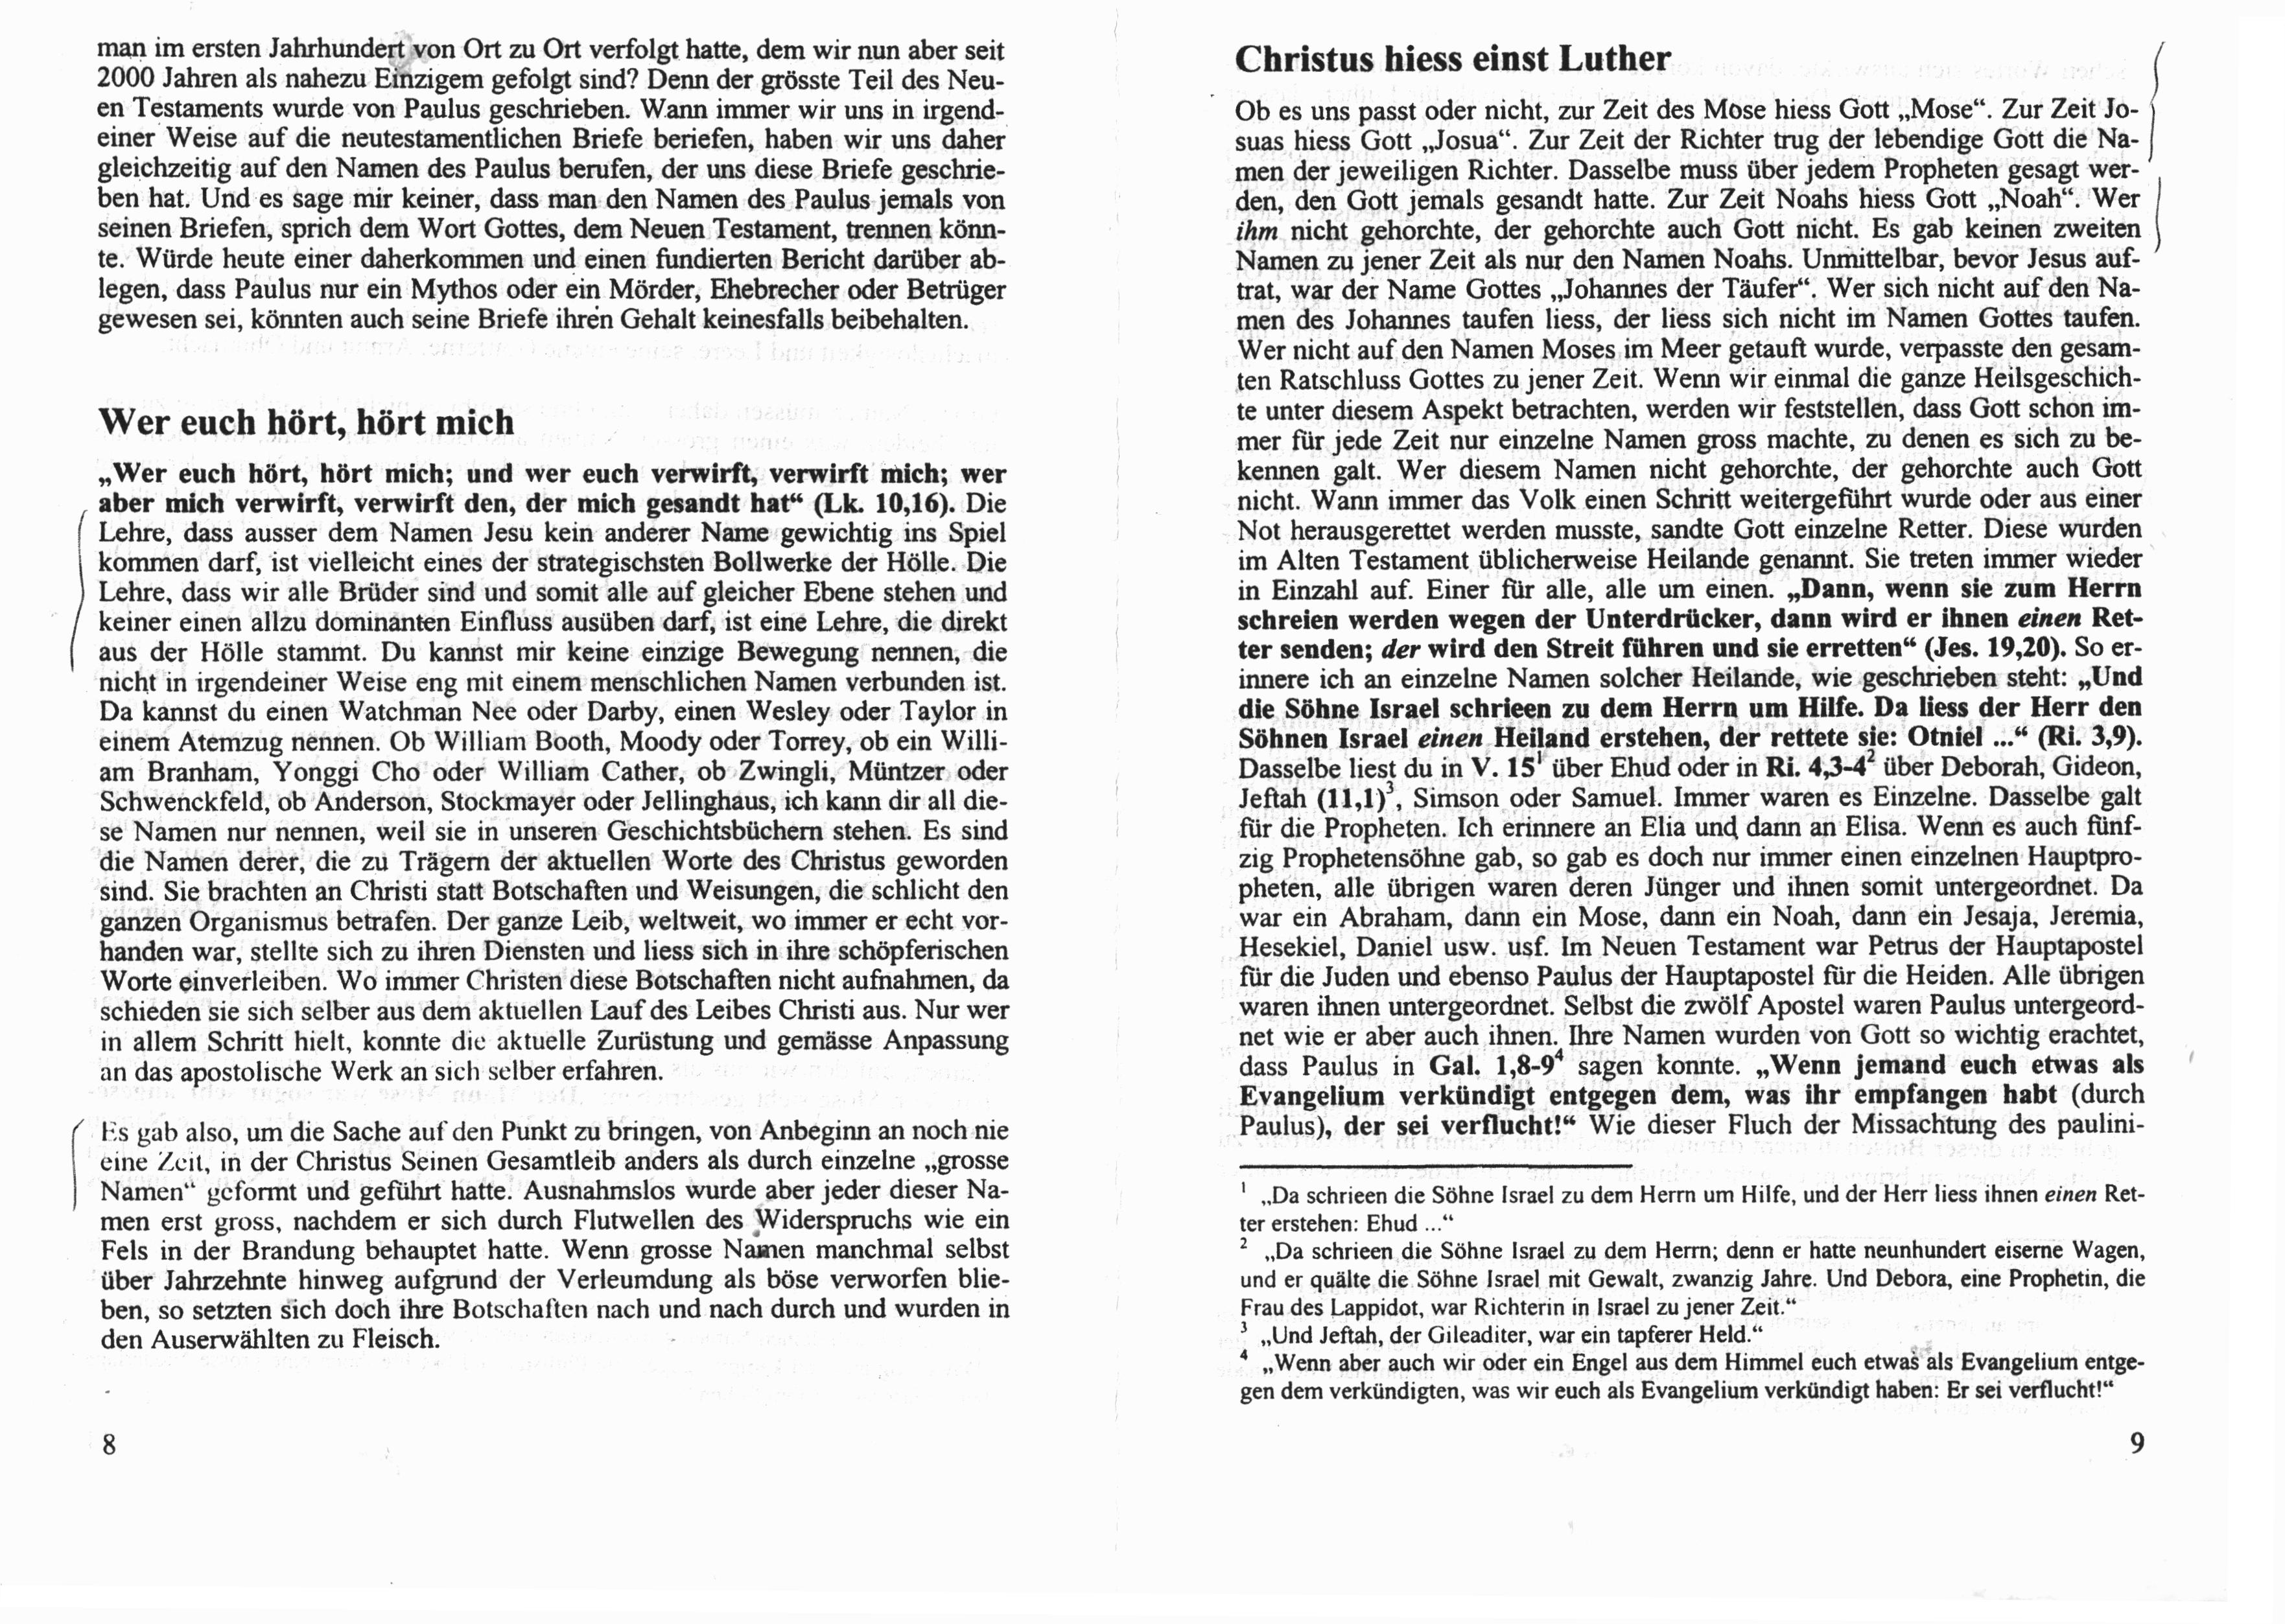 man im ersten Jahrhundert von Ort zu Ort verfolgt hatte, dem wir nun aber seit
2000 Jahren als nahezu Einzigem gefolgt sind? Denn der grösste Teil des Neu-
en Testaments wurde von Paulus geschrieben. Wann immer wir uns in irgend-
einer Weise auf die neutestamentlichen Briefe beriefen, haben wir uns daher
gleichzeitig auf den Namen des Paulus berufen, der uns diese Briefe geschrie-
ben hat. Und es sage mir keiner, dass man den Namen des Paulus jemals von
seinen Briefen, sprich dem Wort Gottes, dem Neuen Testament, trennen könn-
te. Würde heute einer daherkommen und einen fundierten Bericht darüber ab-
legen, dass Paulus nur ein Mythos oder ein Mörder, Ehebrecher oder Betrüger
gewesen sei, könnten auch seine Briefe ihren Gehalt keinesfalls beibehalten.
Wer euch hört, hört mich
„Wer euch hört, hört mich; und wer euch verwirft, verwirft mich; wer
aber mich verwirft, verwirft den, der mich gesandt hat“ (Lk. 10,16). Die
Lehre, dass ausser dem Namen Jesu kein anderer Name gewichtig ins Spiel
kommen darf, ist vielleicht eines der strategischsten Bollwerke der Hölle. Die
Lehre, dass wir alle Brüder sind und somit alle auf gleicher Ebene stehen und
keiner einen allzu dominanten Einfluss ausüben darf, ist eine Lehre, die direkt
aus der Hölle stammt. Du kannst mir keine einzige Bewegung nennen, die
nicht in irgendeiner Weise eng mit einem menschlichen Namen verbunden ist.
Da kannst du einen Watchman Nee oder Darby, einen Wesley oder Taylor in
einem Atemzug nennen. Ob William Booth, Moody oder Torrey, ob ein Willi-
am Branham, Yonggi Cho oder William Cather, ob Zwingli, Müntzer oder
Schwenckfeld, ob Anderson, Stockmayer oder Jellinghaus, ich kann dir all die-
se Namen nur nennen, weil sie in unseren Geschichtsbüchern stehen. Es sind
die Namen derer, die zu Trägern der aktuellen Worte des Christus geworden
sind. Sie brachten an Christi statt Botschaften und Weisungen, die schlicht den
ganzen Organismus betrafen. Der ganze Leib, weltweit, wo immer er echt vor-
handen war, stellte sich zu ihren Diensten und liess sich in ihre schöpferischen
Worte einverleiben. Wo immer Christen diese Botschaften nicht aufnahmen, da
schieden sie sich selber aus dem aktuellen Lauf des Leibes Christi aus. Nur wer
in allem Schritt hielt, konnte die aktuelle Zurüstung und gemässe Anpassung
an das apostolische Werk an sich selber erfahren.
Es gab also, um die Sache auf den Punkt zu bringen, von Anbeginn an noch nie
eine Zeit, in der Christus Seinen Gesamtleib anders als durch einzelne „grosse
Namen“ geformt und geführt hatte. Ausnahmslos wurde aber jeder dieser Na-
men erst gross, nachdem er sich durch Flutwellen des Widerspruchs wie ein
Fels in der Brandung behauptet hatte. Wenn grosse Namen manchmal selbst
über Jahrzehnte hinweg aufgrund der Verleumdung als böse verworfen blie-
ben, so setzten sich doch ihre Botschaften nach und nach durch und wurden in
den Auserwählten zu Fleisch.
8
Christus hiess einst Luther
Ob es uns passt oder nicht, zur Zeit des Mose hiess Gott „Mose“. Zur Zeit Jo-
suas hiess Gott „Josua“. Zur Zeit der Richter trug der lebendige Gott die Na-
men der jeweiligen Richter. Dasselbe muss über jedem Propheten gesagt wer-
den, den Gott jemals gesandt hatte. Zur Zeit Noahs hiess Gott „Noah“. Wer
ihm nicht gehorchte, der gehorchte auch Gott nicht. Es gab keinen zweiten
Namen zu jener Zeit als nur den Namen Noahs. Unmittelbar, bevor Jesus auf-
trat, war der Name Gottes „Johannes der Täufer“. Wer sich nicht auf den Na-
men des Johannes taufen liess, der liess sich nicht im Namen Gottes taufen.
Wer nicht auf den Namen Moses im Meer getauft wurde, verpasste den gesam-
ten Ratschluss Gottes zu jener Zeit. Wenn wir einmal die ganze Heilsgeschich-
te unter diesem Aspekt betrachten, werden wir feststellen, dass Gott schon im-
mer für jede Zeit nur einzelne Namen gross machte, zu denen es sich zu be-
kennen galt. Wer diesem Namen nicht gehorchte, der gehorchte auch Gott
nicht. Wann immer das Volk einen Schritt weitergeführt wurde oder aus einer
Not herausgerettet werden musste, sandte Gott einzelne Retter. Diese wurden
im Alten Testament üblicherweise Heilande genannt. Sie treten immer wieder
in Einzahl auf. Einer für alle, alle um einen. „Dann, wenn sie zum Herrn
schreien werden wegen der Unterdrücker, dann wird er ihnen einen Ret-
ter senden; der wird den Streit führen und sie erretten“ (Jes. 19,20). So er-
innere ich an einzelne Namen solcher Heilande, wie geschrieben steht: „Und
die Söhne Israel schrieen zu dem Herrn um Hilfe. Da liess der Herr den
Söhnen Israel einen Heiland erstehen, der rettete sie: Otniel ...“ (Ri. 3,9).
Dasselbe liest du in V. 15¹ über Ehud oder in Ri. 4,3-4² über Deborah, Gideon,
Jeftah (11,1)³, Simson oder Samuel. Immer waren es Einzelne. Dasselbe galt
für die Propheten. Ich erinnere an Elia und dann an Elisa. Wenn es auch fünf-
zig Prophetensöhne gab, so gab es doch nur immer einen einzelnen Hauptpro-
pheten, alle übrigen waren deren Jünger und ihnen somit untergeordnet. Da
war ein Abraham, dann ein Mose, dann ein Noah, dann ein Jesaja, Jeremia,
Hesekiel, Daniel usw. usf. Im Neuen Testament war Petrus der Hauptapostel
für die Juden und ebenso Paulus der Hauptapostel für die Heiden. Alle übrigen
waren ihnen untergeordnet. Selbst die zwölf Apostel waren Paulus untergeord-
net wie er aber auch ihnen. Ihre Namen wurden von Gott so wichtig erachtet,
dass Paulus in Gal. 1,8-9⁴ sagen konnte. „Wenn jemand euch etwas als
Evangelium verkündigt entgegen dem, was ihr empfangen habt (durch
Paulus), der sei verflucht!“ Wie dieser Fluch der Missachtung des paulini-
¹ „Da schrieen die Söhne Israel zu dem Herrn um Hilfe, und der Herr liess ihnen einen Ret-
ter erstehen: Ehud ...“
² „Da schrieen die Söhne Israel zu dem Herrn; denn er hatte neunhundert eiserne Wagen,
und er quälte die Söhne Israel mit Gewalt, zwanzig Jahre. Und Debora, eine Prophetin, die
Frau des Lappidot, war Richterin in Israel zu jener Zeit.“
³ „Und Jeftah, der Gileaditer, war ein tapferer Held.“
⁴ „Wenn aber auch wir oder ein Engel aus dem Himmel euch etwas als Evangelium entge-
gen dem verkündigten, was wir euch als Evangelium verkündigt haben: Er sei verflucht!“
9